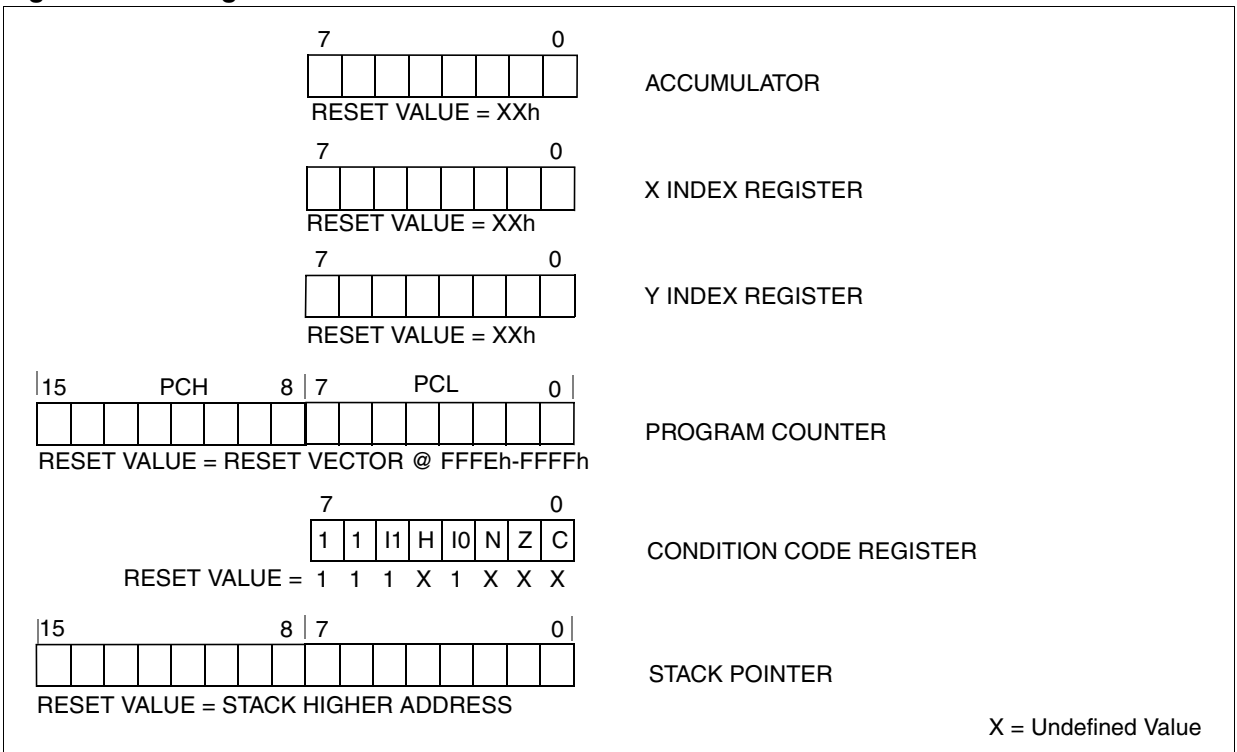 7 0
ACCUMULATOR
RESET VALUE = XXh
7 0
X INDEX REGISTER
RESET VALUE = XXh
7 0
Y INDEX REGISTER
RESET VALUE = XXh
15 PCH 8 7 PCL 0
PROGRAM COUNTER
RESET VALUE = RESET VECTOR @ FFFEh-FFFFh
7 0
1 1 I1 H I0 N Z C
CONDITION CODE REGISTER
RESET VALUE = 1 1 1 X 1 X X X
15 8 7 0
STACK POINTER
RESET VALUE = STACK HIGHER ADDRESS
X = Undefined Value